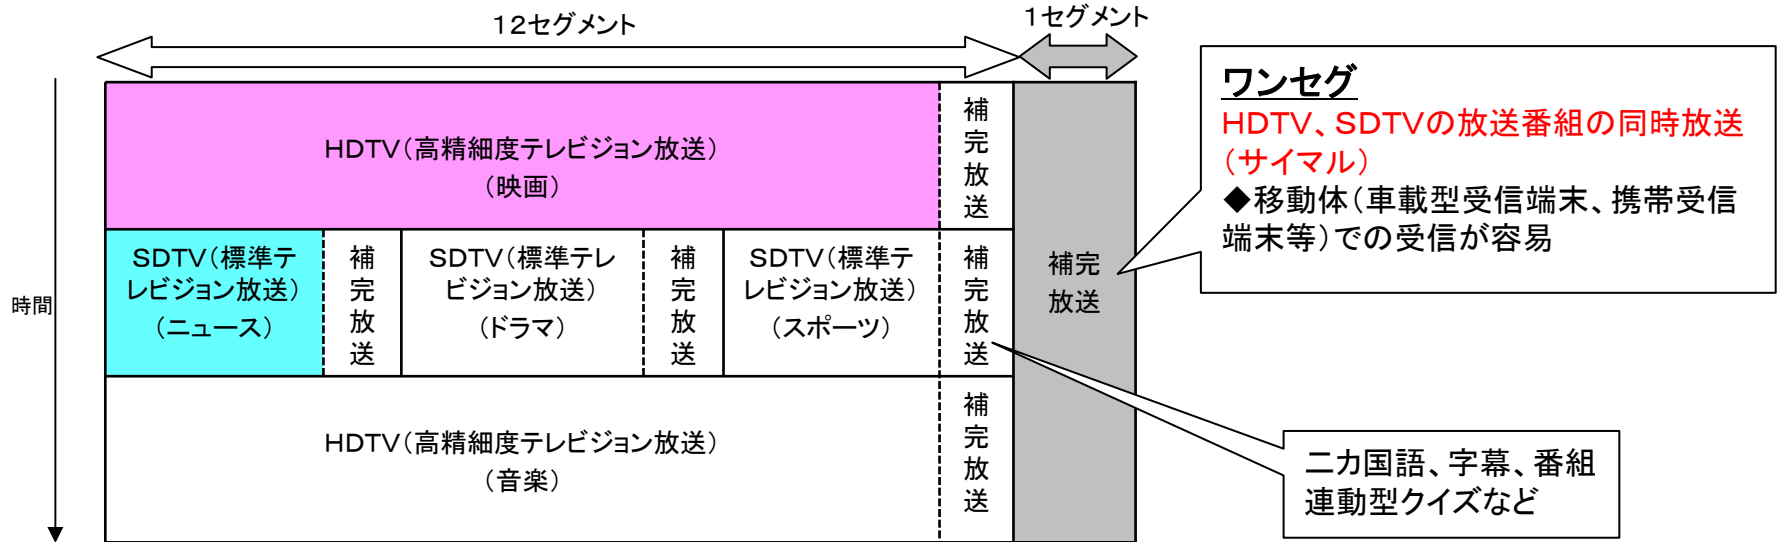 12セグメント
1セグメント
時間
HDTV(高精細度テレビジョン放送)
(映画)
補完放送
SDTV(標準テ
レビジョン放送)
(ニュース)
補完放送
SDTV(標準テレ
ビジョン放送)
(ドラマ)
補完放送
SDTV(標準テ
レビジョン放送)
(スポーツ)
補完放送
HDTV(高精細度テレビジョン放送)
(音楽)
補完放送
補完
放送
ワンセグ
HDTV、SDTVの放送番組の同時放送
(サイマル)
◆移動体(車載型受信端末、携帯受信
端末等)での受信が容易
二カ国語、字幕、番組
連動型クイズなど